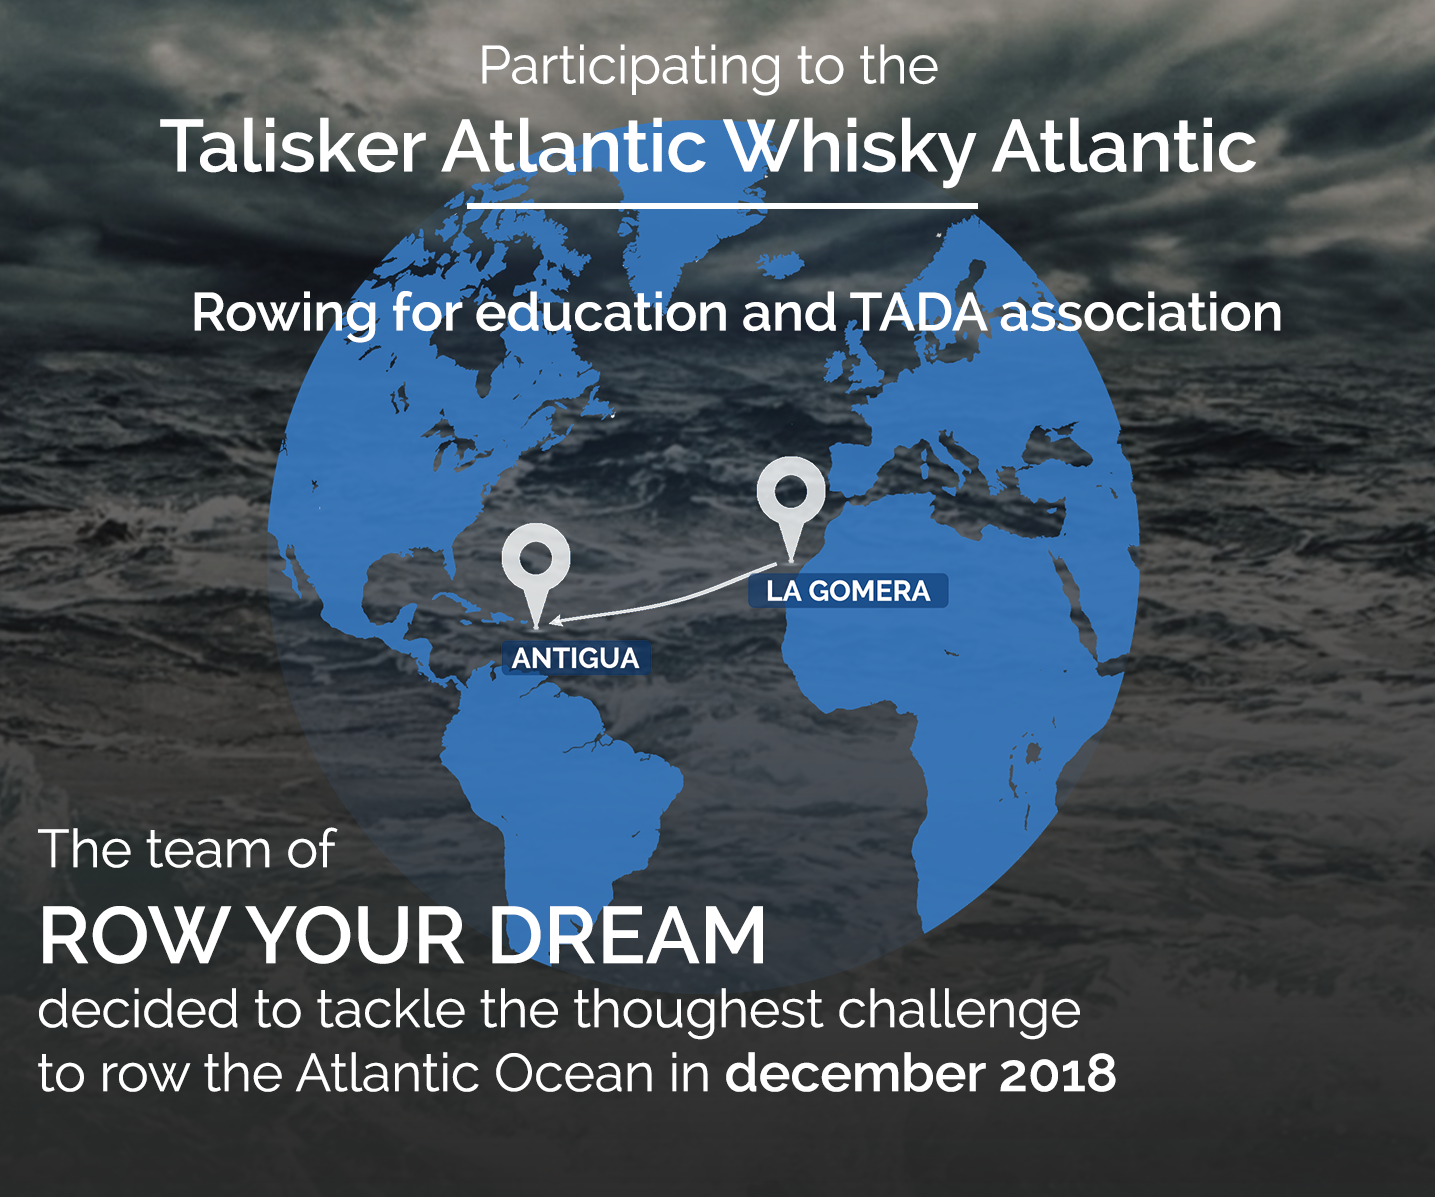 Participating to the
Talisker Atlantic Whisky Atlantic
Rowing for education and TADA association
LA GOMERA
ANTIGUA
The team of
ROW YOUR DREAM
decided to tackle the thoughest challenge
to row the Atlantic Ocean in december 2018